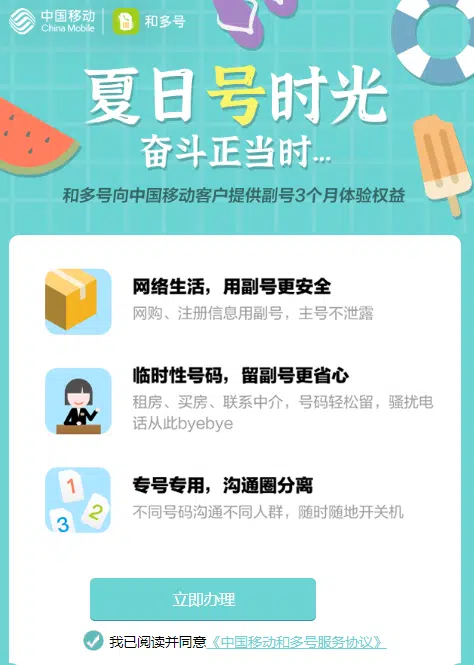 中国移动
China Mobile
和多号
夏日号时光
奋斗正当时...
和多号向中国移动客户提供副号3个月体验权益
网络生活，用副号更安全
网购、注册信息用副号，主号不泄露
临时性号码，留副号更省心
租房、买房、联系中介，号码轻松留，骚扰电
话从此byebye
1
2
3
专号专用，沟通圈分离
不同号码沟通不同人群，随时随地开关机
立即办理
我已阅读并同意《中国移动和多号服务协议》